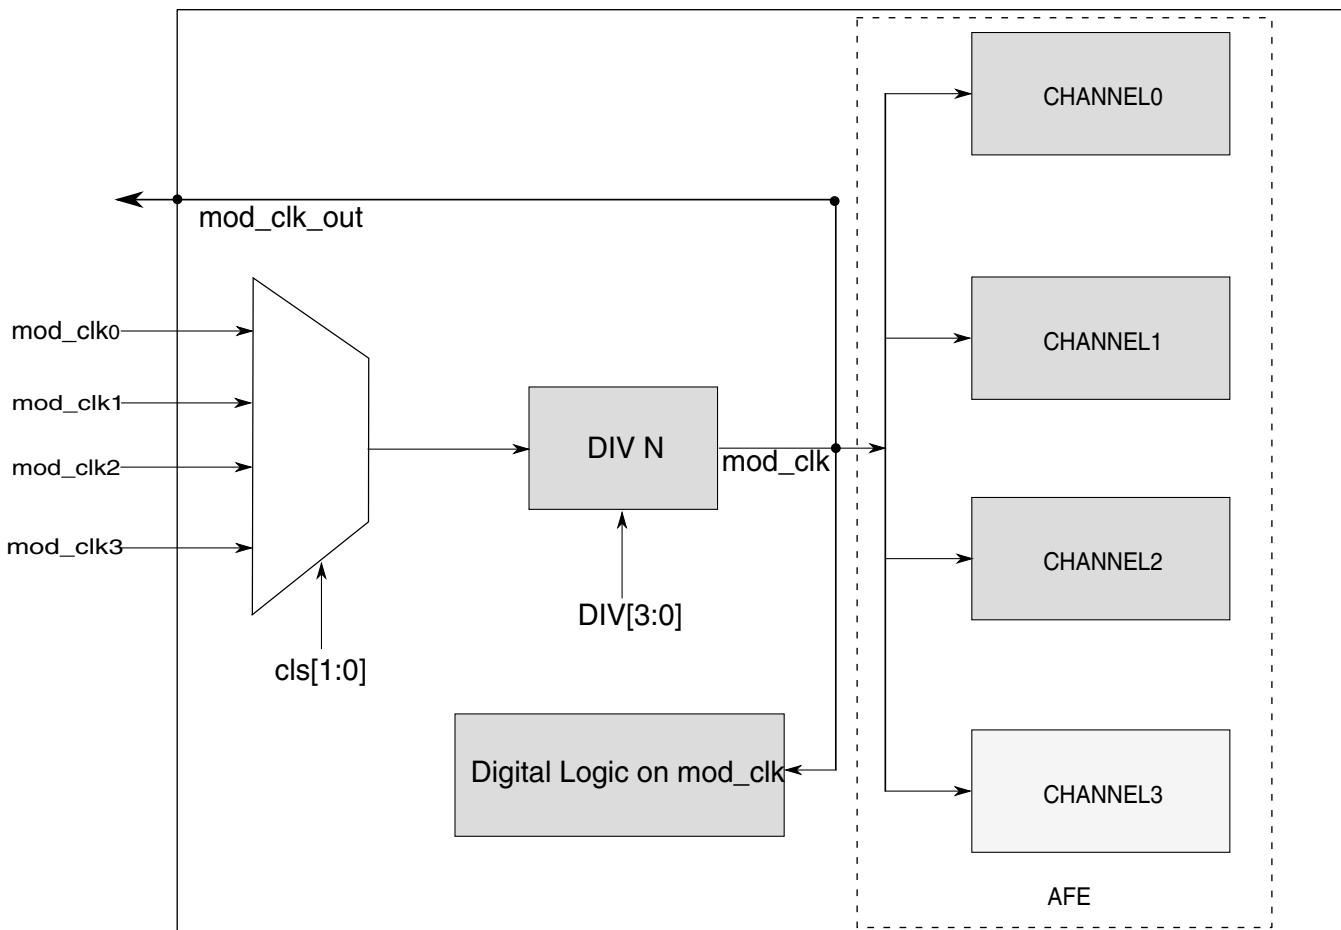 CHANNEL0
mod_clk_out
mod_clk0
CHANNEL1
mod_clk1
DIV N
mod_clk
mod_clk2
mod_clk3
CHANNEL2
DIV[3:0]
cls[1:0]
Digital Logic on mod_clk
CHANNEL3
AFE